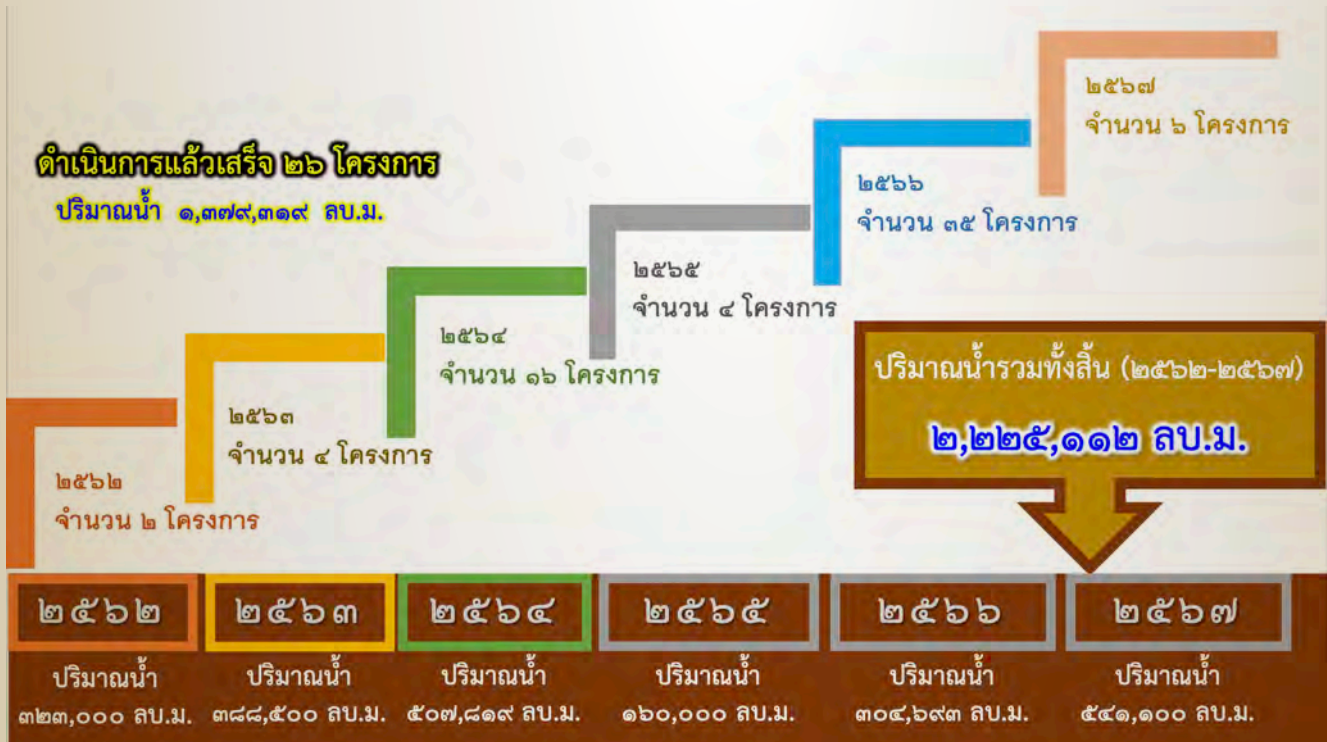 ดำเนินการแล้วเสร็จ ๒๖ โครงการ
ปริมาณน้ำ ๑,๓๗๙,๓๑๙ ลบ.ม.
๒๕๖๒
จำนวน ๒ โครงการ
๒๕๖๓
จำนวน ๔ โครงการ
๒๕๖๔
จำนวน ๑๖ โครงการ
๒๕๖๕
จำนวน ๔ โครงการ
๒๕๖๖
จำนวน ๓๕ โครงการ
๒๕๖๗
จำนวน ๖ โครงการ
ปริมาณน้ำรวมทั้งสิ้น (๒๕๖๒-๒๕๖๗)
๒,๒๒๕,๑๑๒ ลบ.ม.
๒๕๖๒
ปริมาณน้ำ
๓๒๓,๐๐๐ ลบ.ม.
๒๕๖๓
ปริมาณน้ำ
๓๘๘,๕๐๐ ลบ.ม.
๒๕๖๔
ปริมาณน้ำ
๕๐๗,๘๑๙ ลบ.ม.
๒๕๖๕
ปริมาณน้ำ
๑๖๐,๐๐๐ ลบ.ม.
๒๕๖๖
ปริมาณน้ำ
๓๐๔,๖๙๓ ลบ.ม.
๒๕๖๗
ปริมาณน้ำ
๕๔๑,๑๐๐ ลบ.ม.